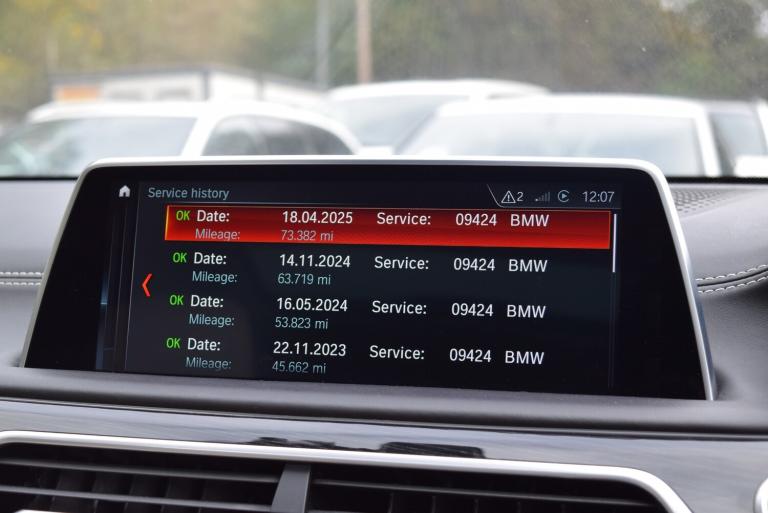 Service history 2 12:07
OK Date: 18.04.2025 Service: 09424 BMW
Mileage: 73.382 mi
OK Date: 14.11.2024 Service: 09424 BMW
Mileage: 63.719 mi
OK Date: 16.05.2024 Service: 09424 BMW
Mileage: 53.823 mi
OK Date: 22.11.2023 Service: 09424 BMW
Mileage: 45.662 mi